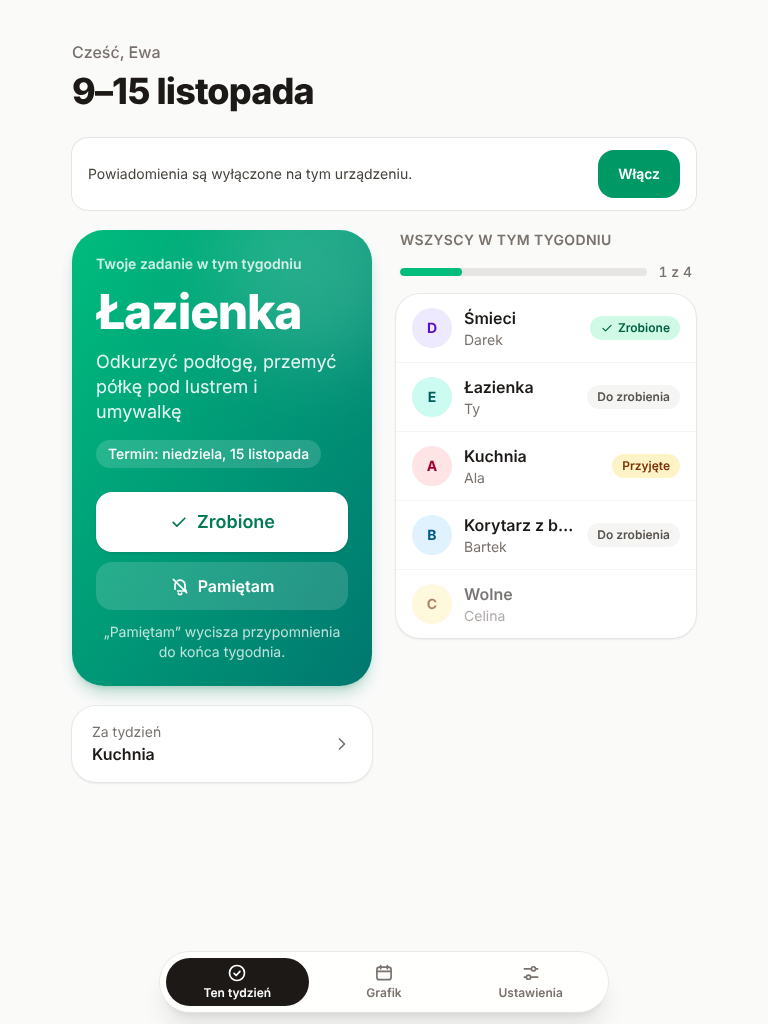 Cześć, Ewa
9–15 listopada
Powiadomienia są wyłączone na tym urządzeniu.
Włącz
Twoje zadanie w tym tygodniu
Łazienka
Odkurzyć podłogę, przemyć
półkę pod lustrem i
umywalkę
Termin: niedziela, 15 listopada
Zrobione
Pamiętam
„Pamiętam” wycisza przypomnienia
do końca tygodnia.
Za tydzień
Kuchnia
WSZYSCY W TYM TYGODNIU
1 z 4
D
Śmieci
Darek
Zrobione
E
Łazienka
Ty
Do zrobienia
A
Kuchnia
Ala
Przyjęte
B
Korytarz z b…
Bartek
Do zrobienia
C
Wolne
Celina
Ten tydzień
Grafik
Ustawienia